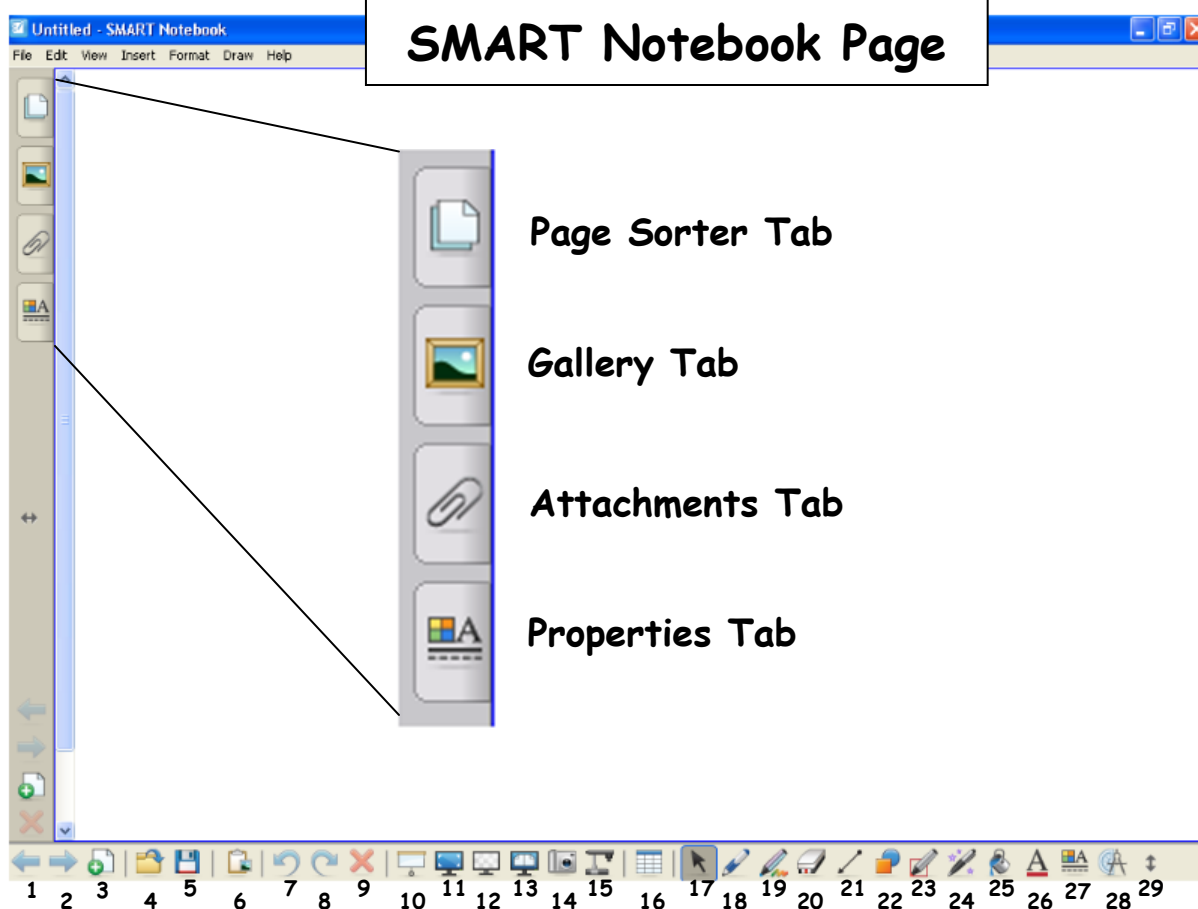 Untitled - SMART Notebook
SMART Notebook Page
File Edit View Insert Format Draw Help
Page Sorter Tab
Gallery Tab
Attachments Tab
Properties Tab
1 2 3 4 5 6 7 8 9 10 11 12 13 14 15 16 17 18 19 20 21 22 23 24 25 26 27 28 29